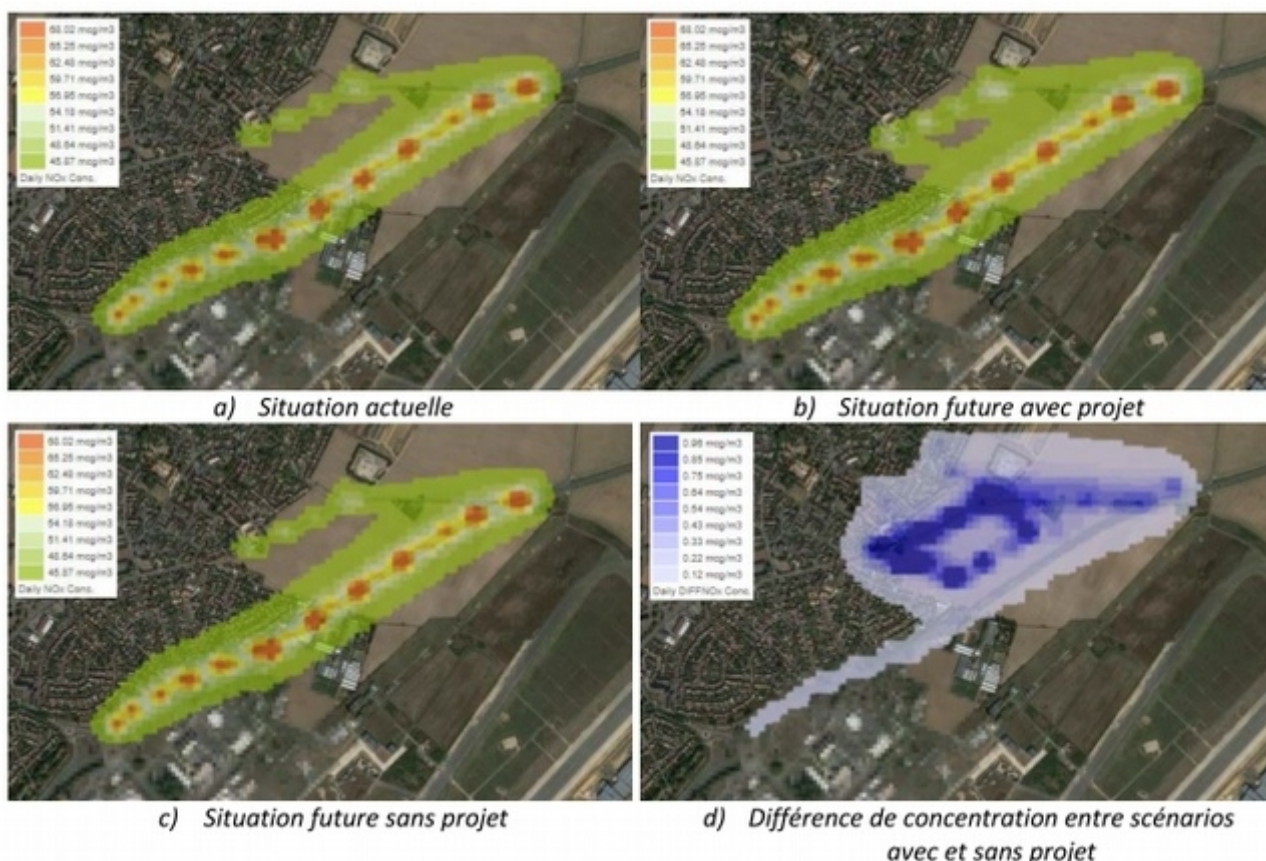 68.02 mcg/m3
65.25 mcg/m3
62.48 mcg/m3
59.71 mcg/m3
56.95 mcg/m3
54.18 mcg/m3
51.41 mcg/m3
48.64 mcg/m3
45.87 mcg/m3
Daily NOx Conc.
68.02 mcg/m3
65.25 mcg/m3
62.48 mcg/m3
59.71 mcg/m3
56.95 mcg/m3
54.18 mcg/m3
51.41 mcg/m3
48.64 mcg/m3
45.87 mcg/m3
Daily NOx Conc.
a) Situation actuelle
b) Situation future avec projet
68.02 mcg/m3
65.25 mcg/m3
62.48 mcg/m3
59.71 mcg/m3
56.95 mcg/m3
54.18 mcg/m3
51.41 mcg/m3
48.64 mcg/m3
45.87 mcg/m3
Daily NOx Conc.
0.96 mcg/m3
0.85 mcg/m3
0.75 mcg/m3
0.64 mcg/m3
0.54 mcg/m3
0.43 mcg/m3
0.33 mcg/m3
0.22 mcg/m3
0.12 mcg/m3
Daily DIFFNOx Conc.
c) Situation future sans projet
d) Différence de concentration entre scénarios
avec et sans projet